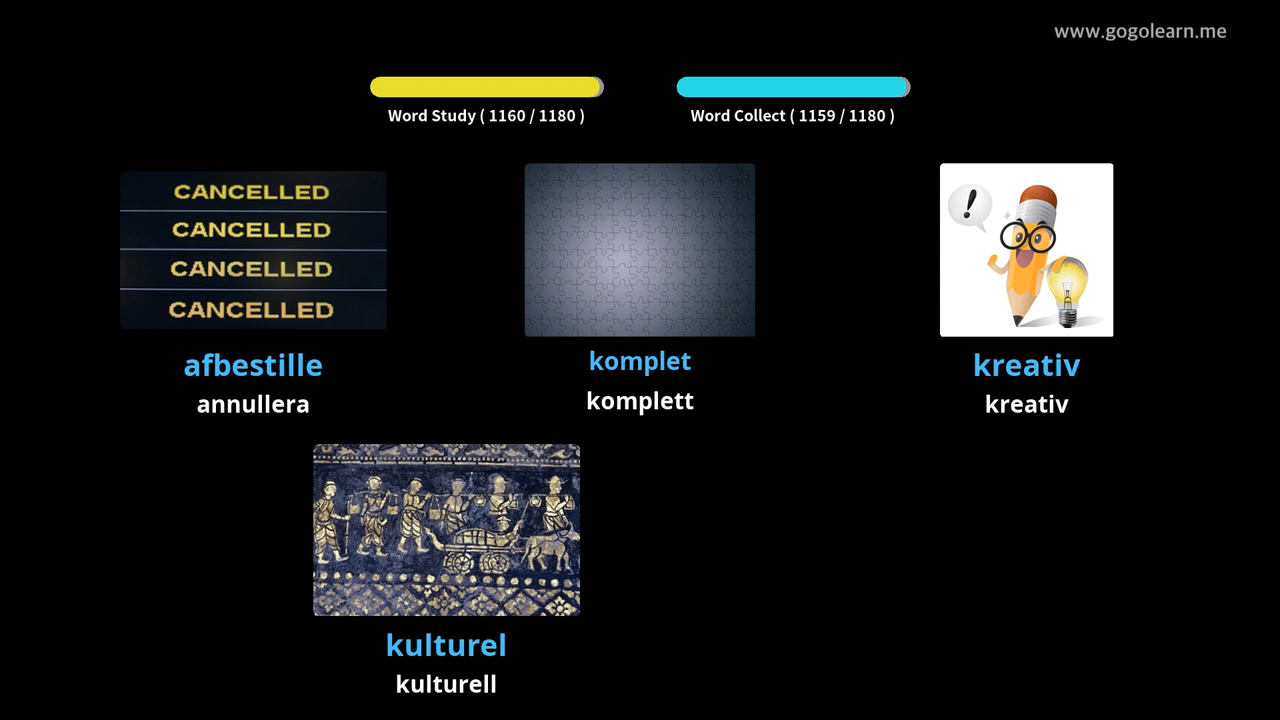 www.gogolearn.me
Word Study ( 1160 / 1180 )
Word Collect ( 1159 / 1180 )
CANCELLED
CANCELLED
CANCELLED
CANCELLED
!
afbestille
annullera
komplet
komplett
kreativ
kreativ
kulturel
kulturell